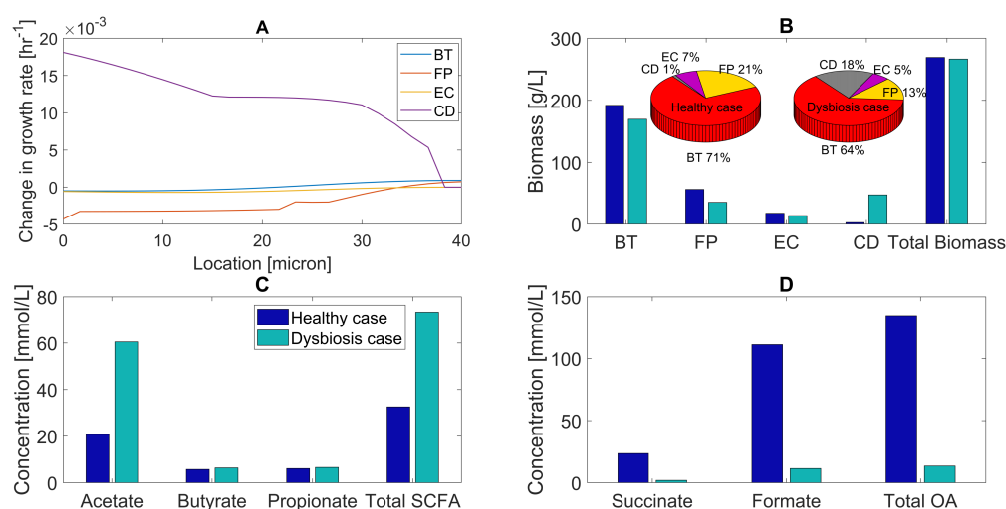 A
×10⁻³
Change in growth rate [hr⁻¹]
20
15
10
5
0
-5
0
10
20
30
40
Location [micron]
BT
FP
EC
CD
B
Biomass [g/L]
300
200
100
0
BT
FP
EC
CD
Total Biomass
EC 7%
CD 1%
FP 21%
Healthy case
BT 71%
CD 18%
EC 5%
FP 13%
Dysbiosis case
BT 64%
C
Concentration [mmol/L]
80
60
40
20
0
Acetate
Butyrate
Propionate
Total SCFA
Healthy case
Dysbiosis case
D
Concentration [mmol/L]
150
100
50
0
Succinate
Formate
Total OA